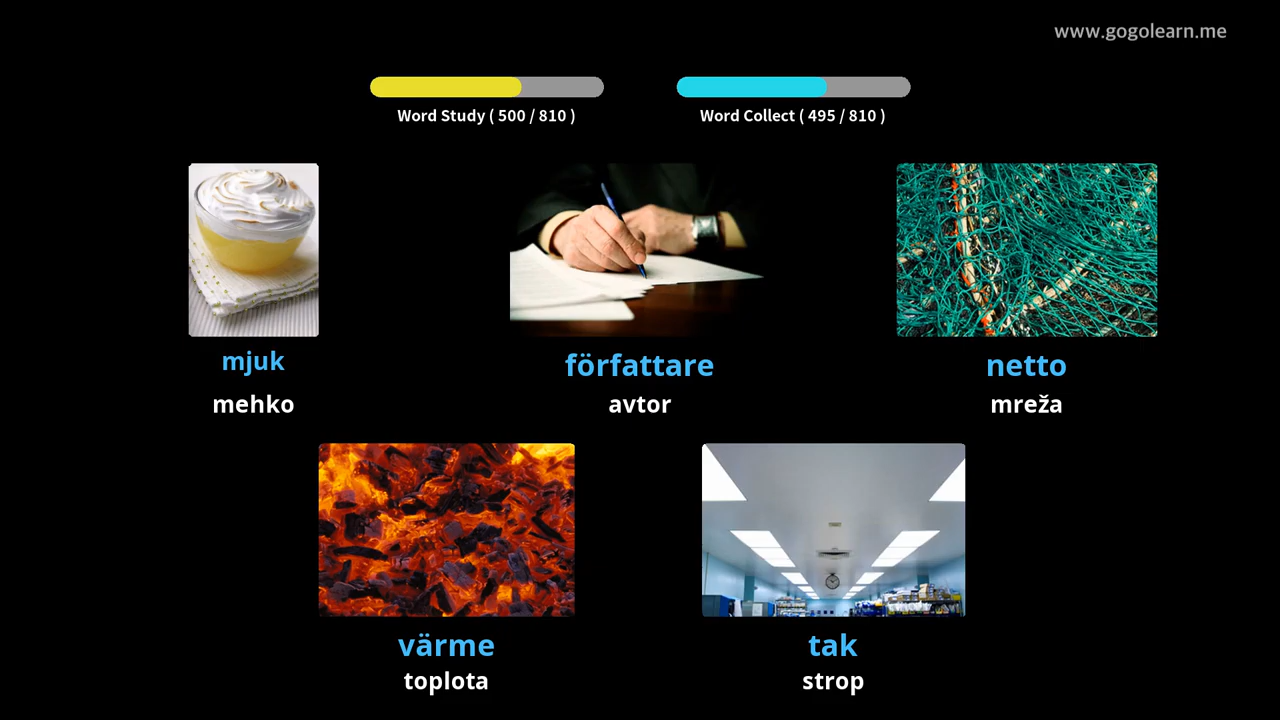 www.gogolearn.me
Word Study ( 500 / 810 )
Word Collect ( 495 / 810 )
mjuk
mehko
författare
avtor
netto
mreža
värme
toplota
tak
strop